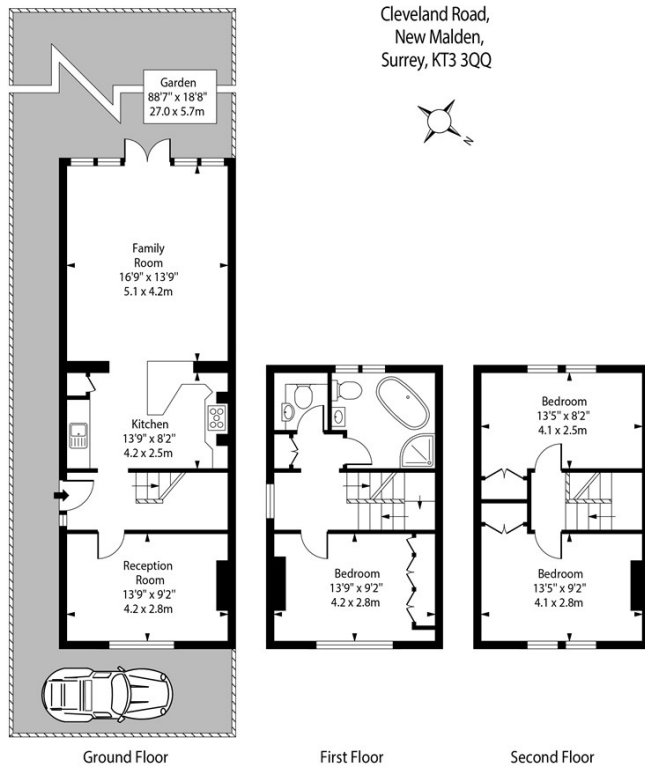 Cleveland Road,
New Malden,
Surrey, KT3 3QQ
N
Garden
88'7" x 18'8"
27.0 x 5.7m
Family
Room
16'9" x 13'9"
5.1 x 4.2m
Kitchen
13'9" x 8'2"
4.2 x 2.5m
Reception
Room
13'9" x 9'2"
4.2 x 2.8m
Ground Floor
Bedroom
13'9" x 9'2"
4.2 x 2.8m
First Floor
Bedroom
13'5" x 8'2"
4.1 x 2.5m
Bedroom
13'5" x 9'2"
4.1 x 2.8m
Second Floor